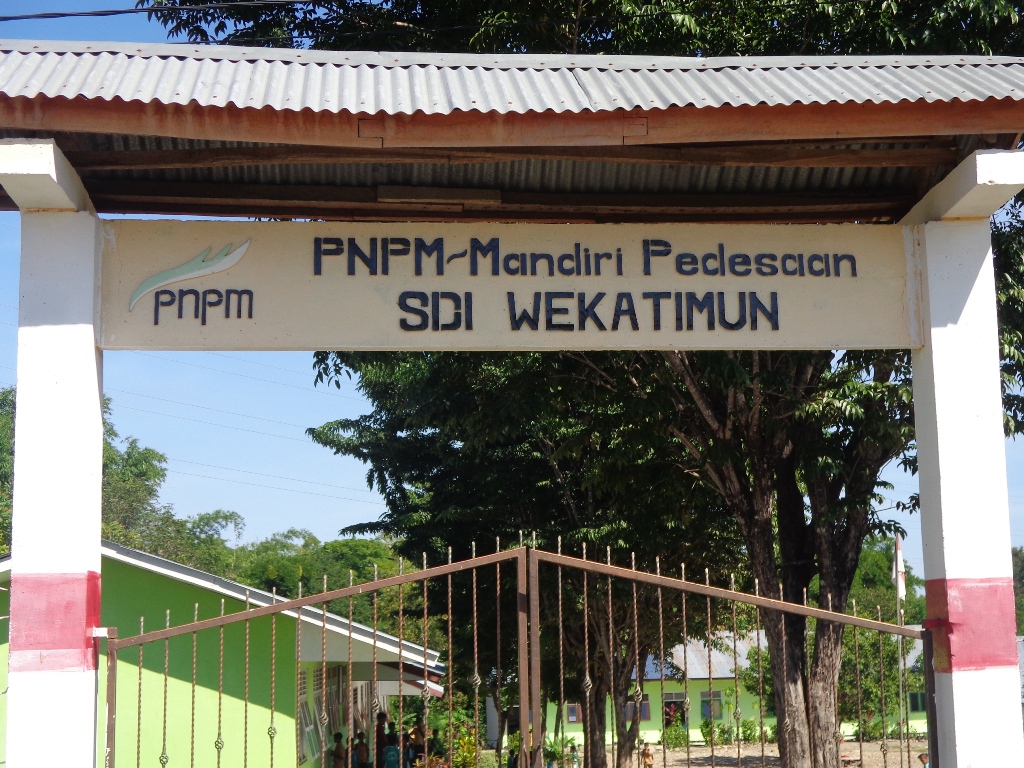 PNPM~Mandiri Pedesaan
pnpm
SDI WEKATIMUN